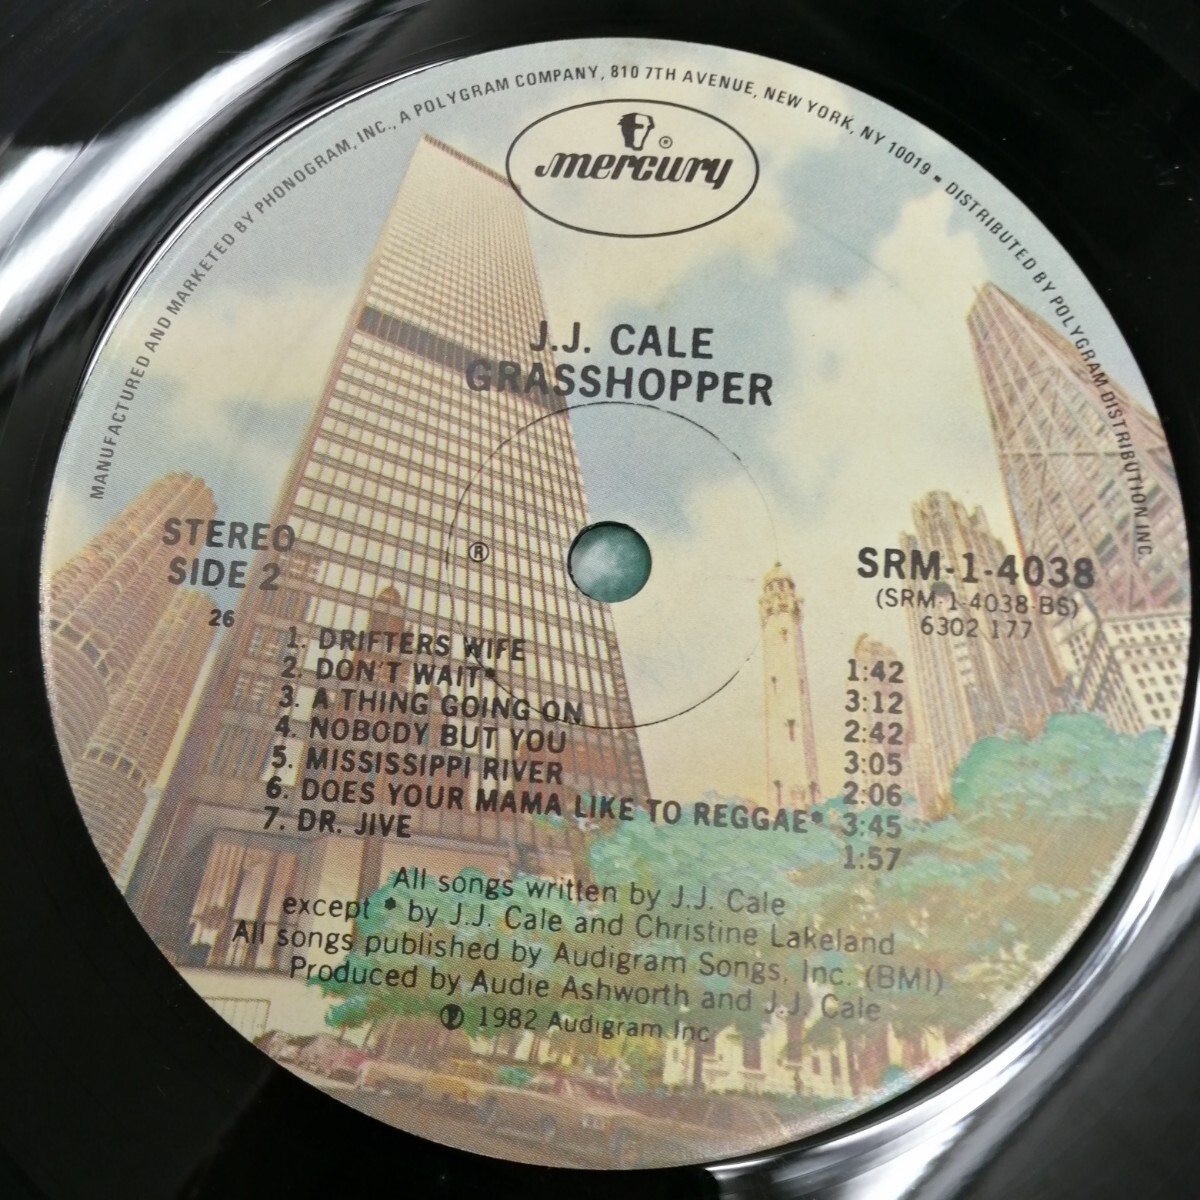 MANUFACTURED AND MARKETED BY PHONOGRAM, INC., A POLYGRAM COMPANY, 810 7TH AVENUE, NEW YORK, NY 10019 • DISTRIBUTED BY POLYGRAM DISTRIBUTION INC.
mercury ®
J.J. CALE
GRASSHOPPER
STEREO
SIDE 2
26
®
SRM-1-4038
(SRM-1-4038-BS)
6302 177
1. DRIFTERS WIFE 1:42
2. DON'T WAIT* 3:12
3. A THING GOING ON 2:42
4. NOBODY BUT YOU 3:05
5. MISSISSIPPI RIVER 2:06
6. DOES YOUR MAMA LIKE TO REGGAE* 3:45
7. DR. JIVE 1:57
All songs written by J.J. Cale
except * by J.J. Cale and Christine Lakeland
All songs published by Audigram Songs, Inc. (BMI)
Produced by Audie Ashworth and J.J. Cale
℗ 1982 Audigram Inc